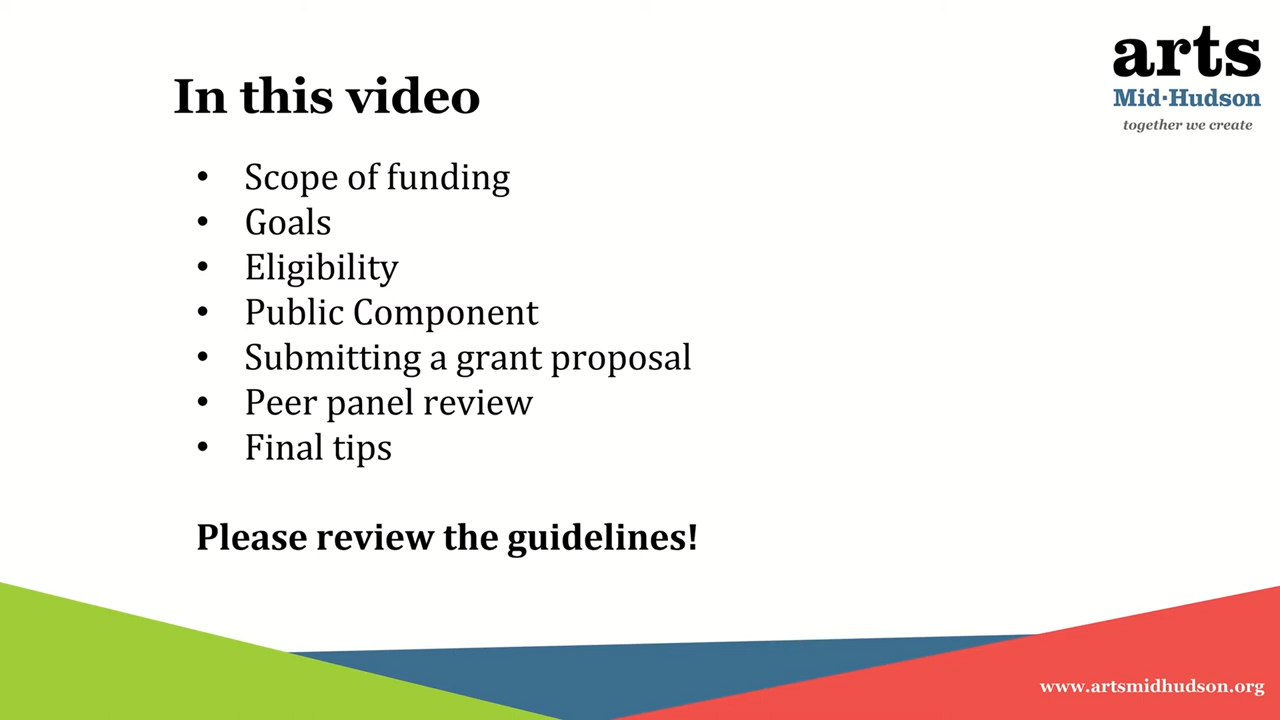 arts
Mid·Hudson
together we create
In this video
• Scope of funding
• Goals
• Eligibility
• Public Component
• Submitting a grant proposal
• Peer panel review
• Final tips
Please review the guidelines!
www.artsmidhudson.org